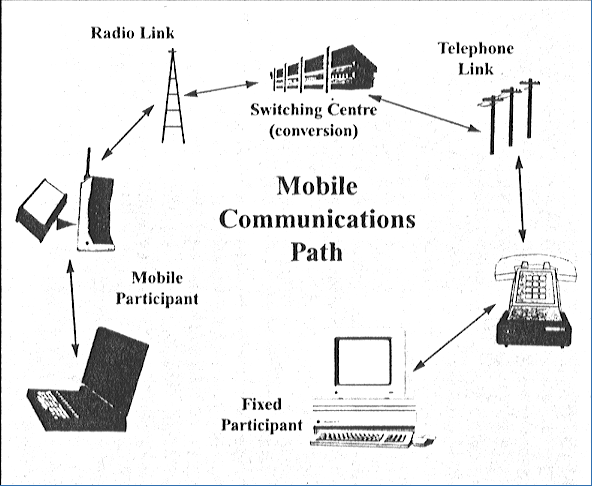 Radio Link
Telephone
Link
Switching Centre
(conversion)
Mobile
Communications
Path
Mobile
Participant
Fixed
Participant